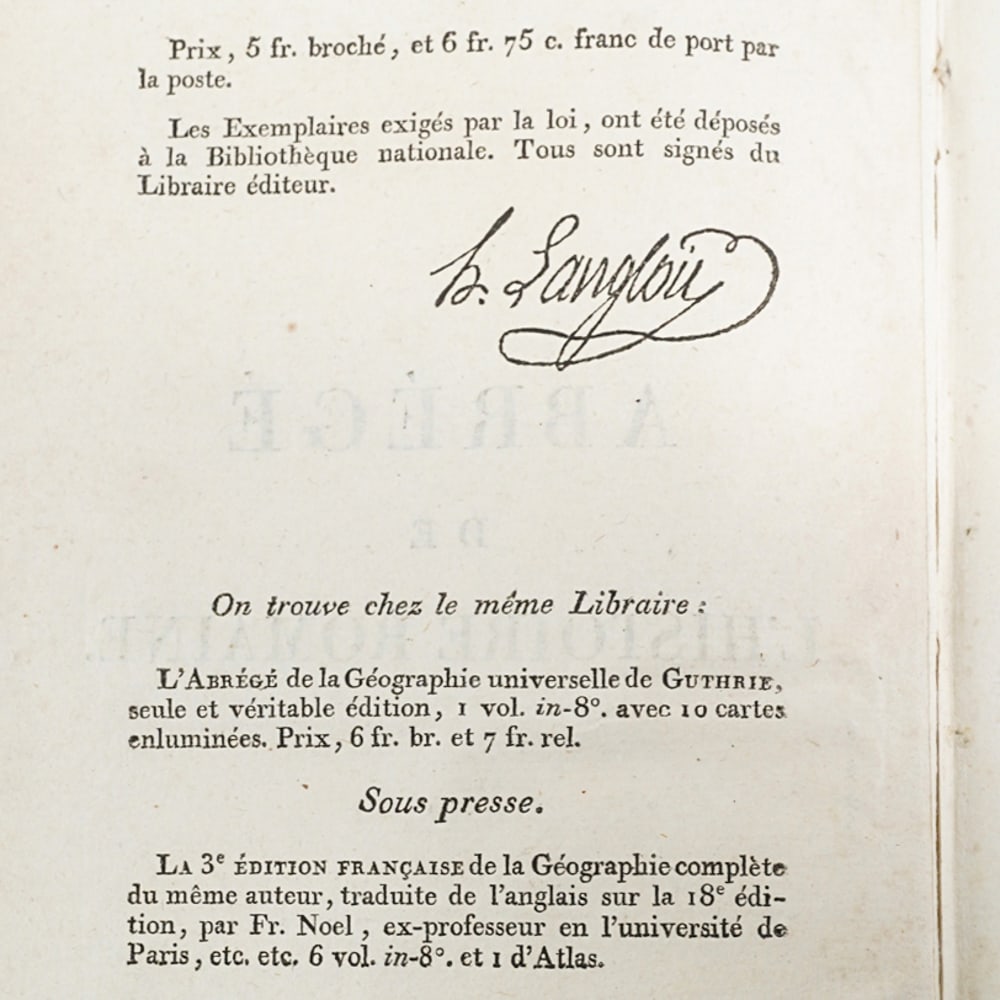 Prix, 5 fr. broché, et 6 fr. 75 c. franc de port par
la poste.
Les Exemplaires exigés par la loi, ont été déposés
à la Bibliothèque nationale. Tous sont signés du
Libraire éditeur.
h. Langlois
ABRÉGÉ
DE
L'HISTOIRE ROMAINE.
On trouve chez le même Libraire :
L'ABRÉGÉ de la Géographie universelle de GUTHRIE,
seule et véritable édition, 1 vol. in-8°. avec 10 cartes
enluminées. Prix, 6 fr. br. et 7 fr. rel.
Sous presse.
LA 3e ÉDITION FRANÇAISE de la Géographie complète
du même auteur, traduite de l'anglais sur la 18e édi-
tion, par Fr. Noel, ex-professeur en l'université de
Paris, etc. etc. 6 vol. in-8°. et 1 d'Atlas.